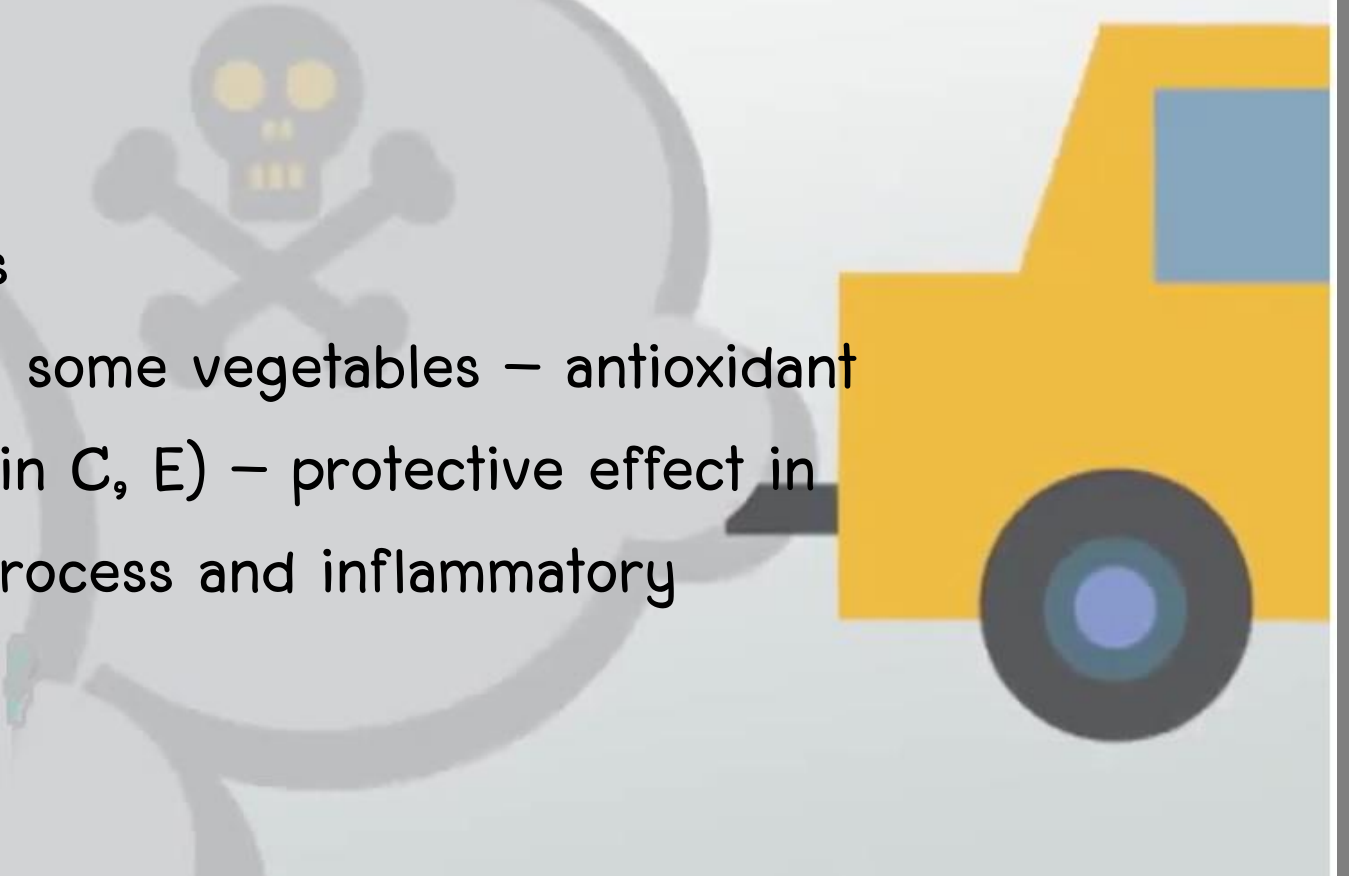 s
some vegetables – antioxidant
in C, E) – protective effect in
rocess and inflammatory